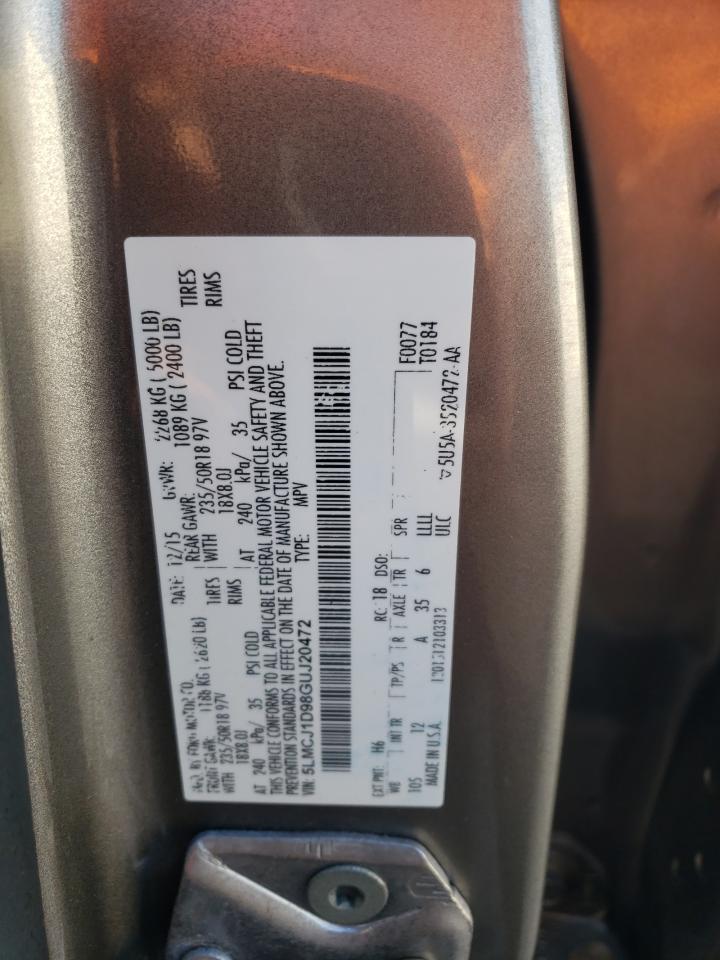 MFD. BY FORD MOTOR CO.
DATE: 12/15 GVWR: 2268 KG ( 5000 LB)
FRONT GAWR: 1188 KG ( 2620 LB) REAR GAWR: 1089 KG ( 2400 LB)
WITH 235/50R18 97V TIRES WITH 235/50R18 97V TIRES
18X8.0J RIMS 18X8.0J RIMS
AT 240 kPa/ 35 PSI COLD AT 240 kPa/ 35 PSI COLD
THIS VEHICLE CONFORMS TO ALL APPLICABLE FEDERAL MOTOR VEHICLE SAFETY AND THEFT
PREVENTION STANDARDS IN EFFECT ON THE DATE OF MANUFACTURE SHOWN ABOVE.
VIN: 5LMCJ1D98GUJ20472 TYPE: MPV
EXT PNT: H6 RC: 18 DSO: F0077
WB INT TR TP/PS R AXLE TR SPR T0184
105 12 A 35 6 LLLL
MADE IN U.S.A. ULC
5U5A-3520472-AA